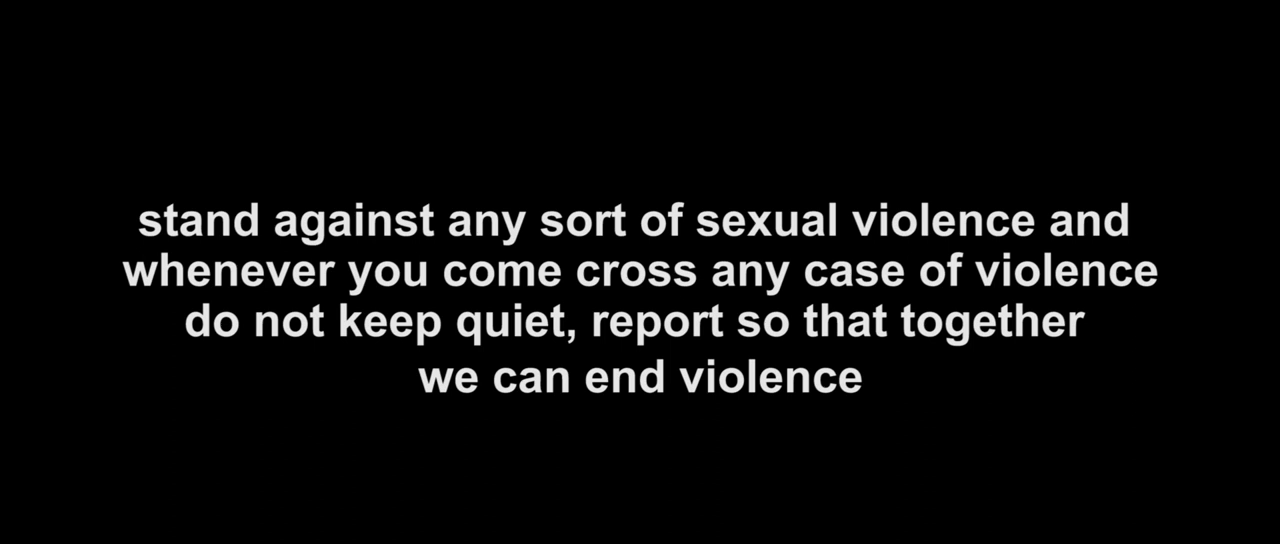 stand against any sort of sexual violence and
whenever you come cross any case of violence
do not keep quiet, report so that together
we can end violence